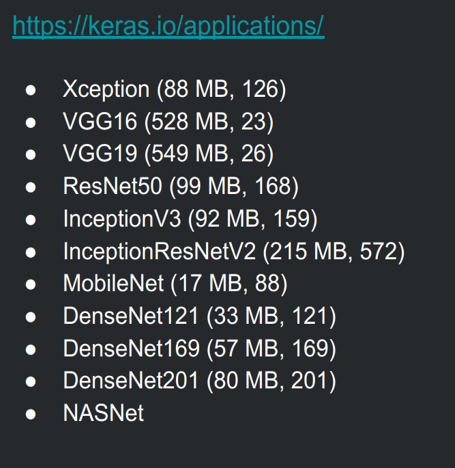 https://keras.io/applications/
● Xception (88 MB, 126)
● VGG16 (528 MB, 23)
● VGG19 (549 MB, 26)
● ResNet50 (99 MB, 168)
● InceptionV3 (92 MB, 159)
● InceptionResNetV2 (215 MB, 572)
● MobileNet (17 MB, 88)
● DenseNet121 (33 MB, 121)
● DenseNet169 (57 MB, 169)
● DenseNet201 (80 MB, 201)
● NASNet